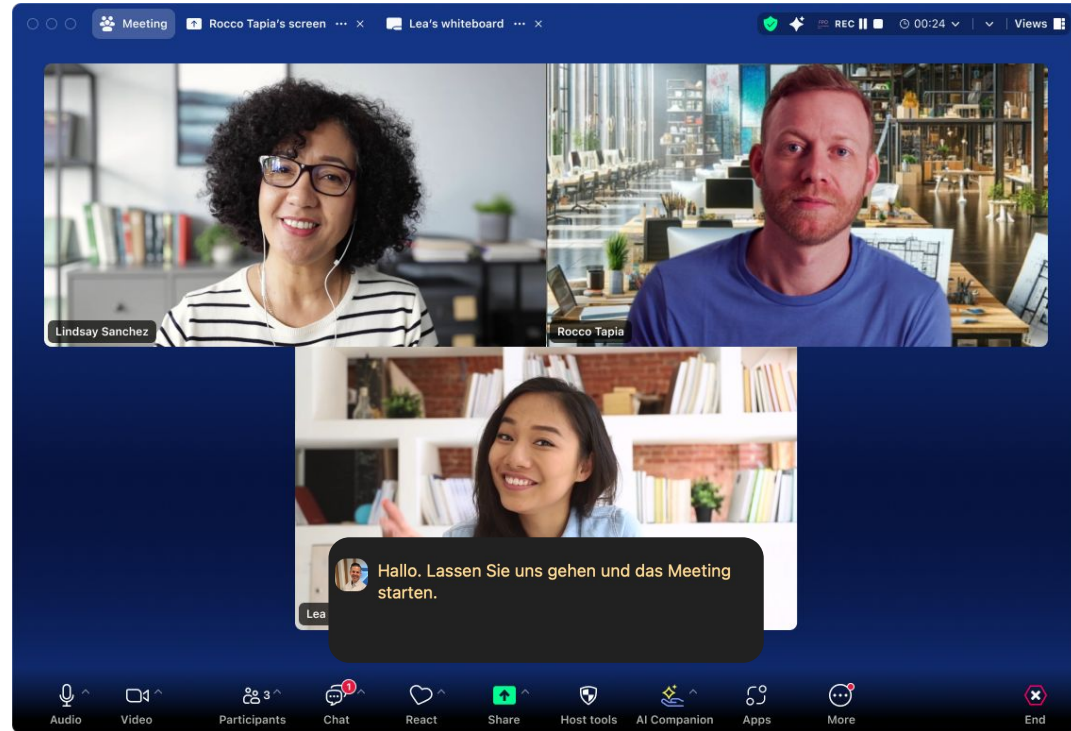 Meeting
Rocco Tapia's screen
Lea's whiteboard
REC
00:24
Views
Lindsay Sanchez
Rocco Tapia
Hallo. Lassen Sie uns gehen und das Meeting
starten.
Lea
1
3
Audio
Video
Participants
Chat
React
Share
Host tools
AI Companion
Apps
More
End